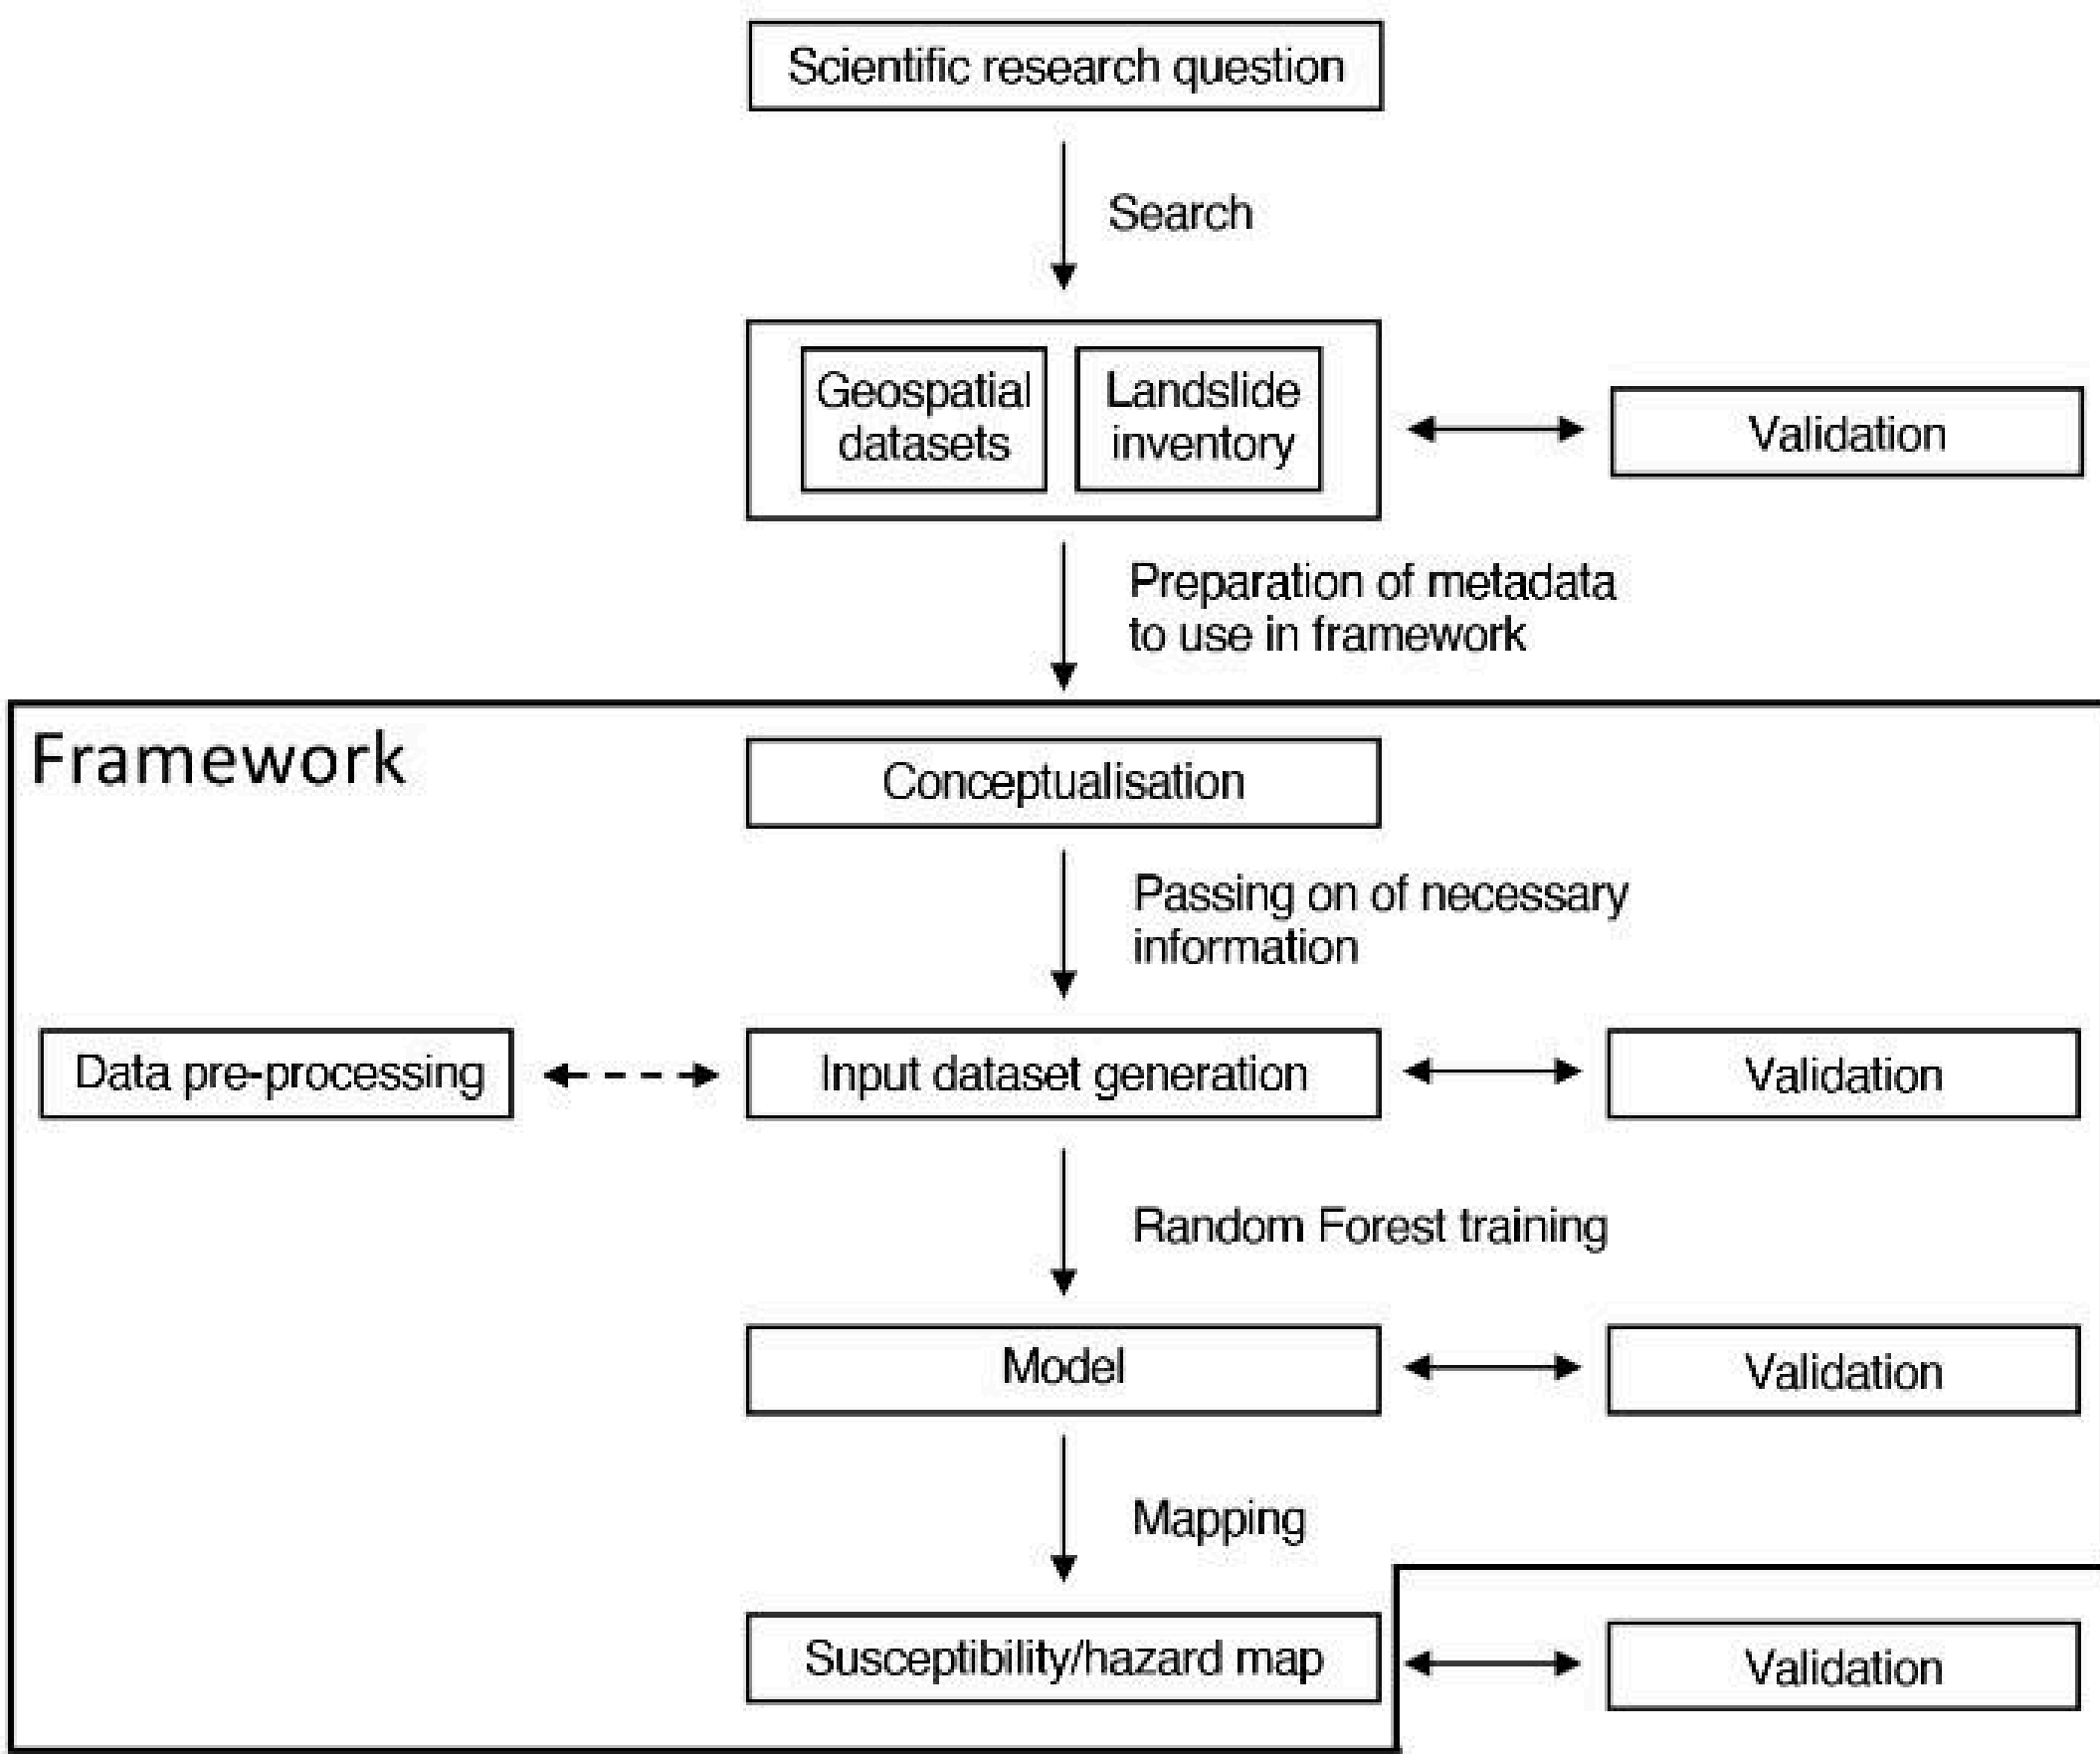 Scientific research question
Search
Geospatial
datasets
Landslide
inventory
Validation
Preparation of metadata
to use in framework
Framework
Conceptualisation
Passing on of necessary
information
Data pre-processing
Input dataset generation
Validation
Random Forest training
Model
Validation
Mapping
Susceptibility/hazard map
Validation